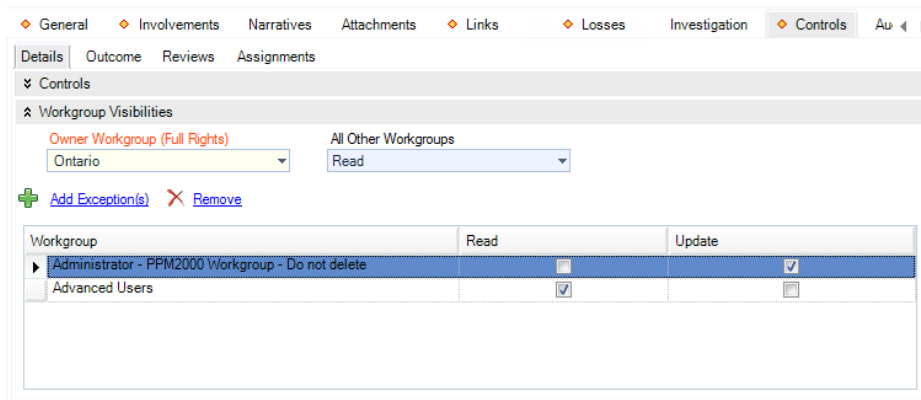 General Involvements Narratives Attachments Links Losses Investigation Controls
Details Outcome Reviews Assignments
Controls
Workgroup Visibilities
Owner Workgroup (Full Rights) All Other Workgroups
Ontario Read
Add Exception(s) Remove
Workgroup Read Update
Administrator - PPM2000 Workgroup - Do not delete
Advanced Users